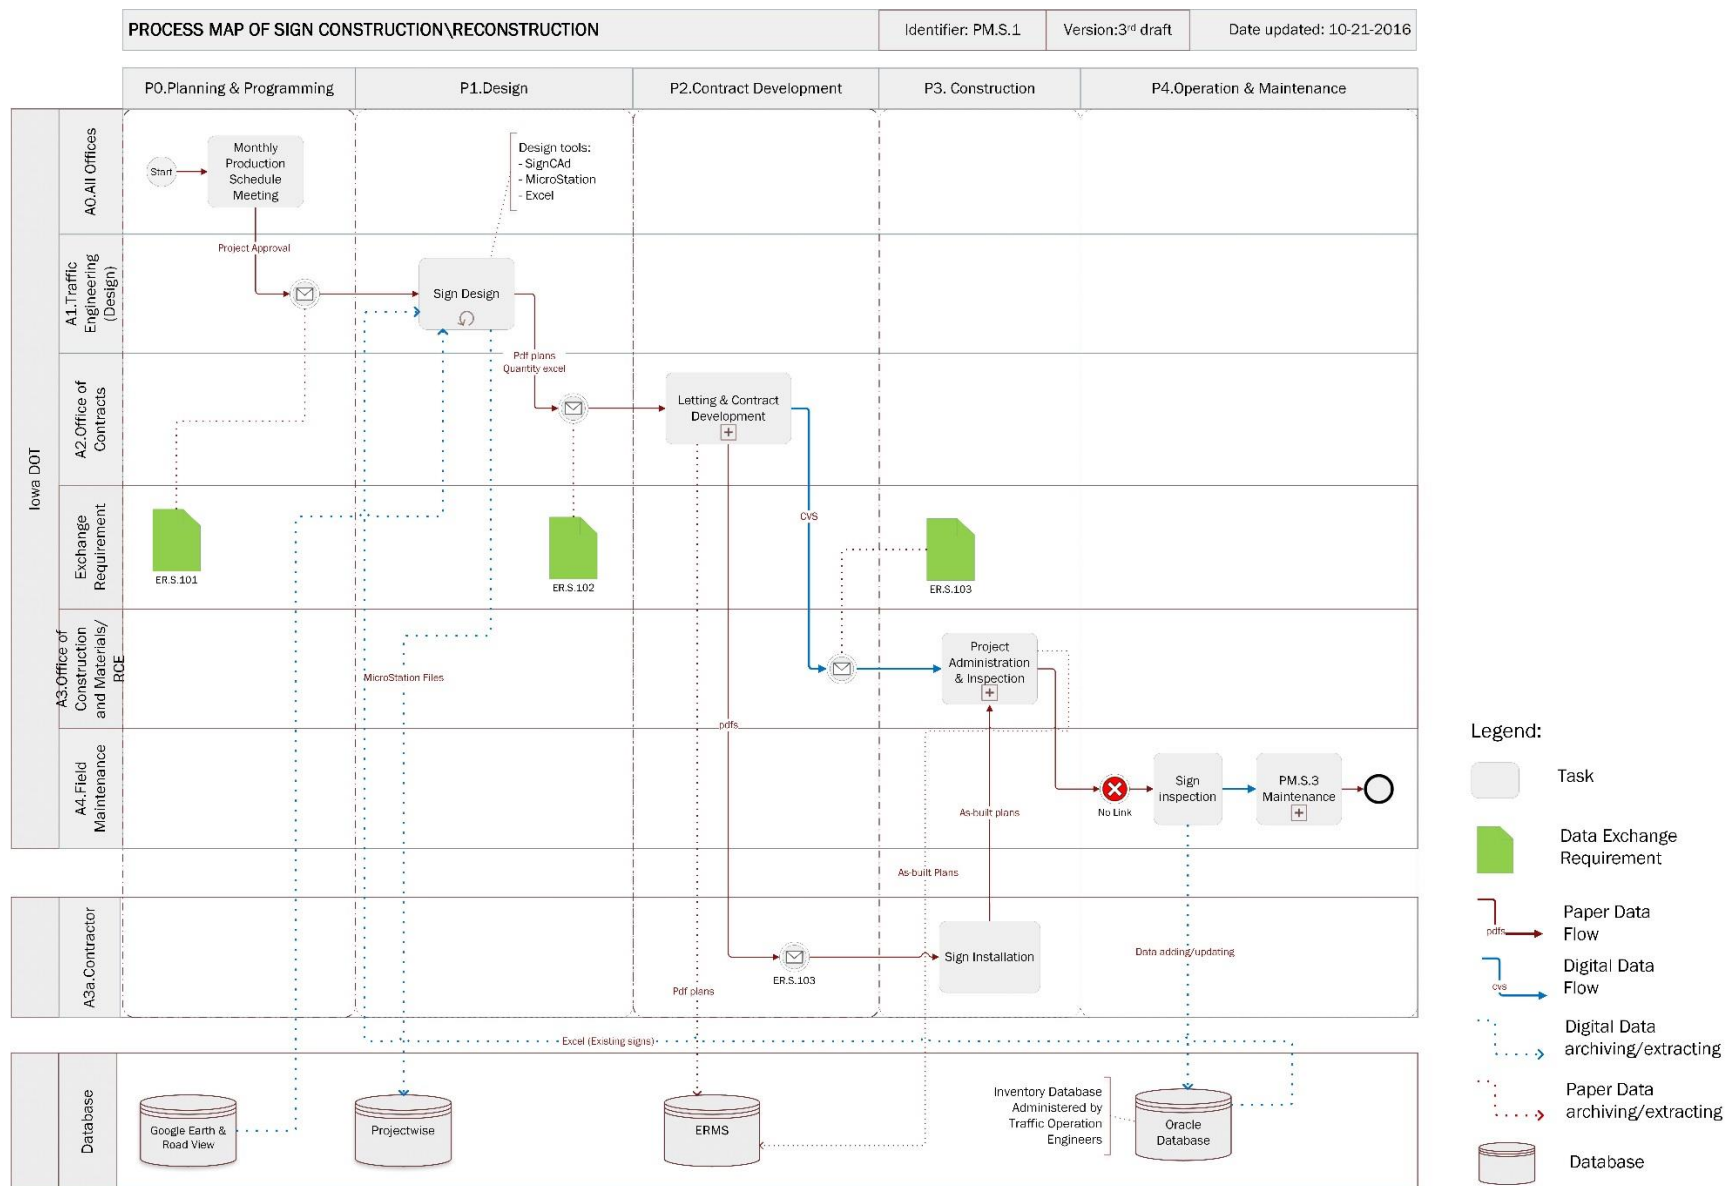 PROCESS MAP OF SIGN CONSTRUCTION\RECONSTRUCTION
Identifier: PM.S.1
Version:3rd draft
Date updated: 10-21-2016
P0.Planning & Programming
P1.Design
P2.Contract Development
P3. Construction
P4.Operation & Maintenance
Iowa DOT
A0.All Offices
Start
Monthly
Production
Schedule
Meeting
Design tools:
- SignCAd
- MicroStation
- Excel
Project Approval
A1.Traffic
Engineering
(Design)
Sign Design
Pdf plans
Quantity excel
A2.Office of
Contracts
Letting & Contract
Development
CVS
Exchange
Requirement
ER.S.101
ER.S.102
ER.S.103
A3.Office of
Construction
and Materials/
RCE
MicroStation Files
Project
Administration
& Inspection
pdfs
A4.Field
Maintenance
No Link
Sign
inspection
PM.S.3
Maintenance
As-built plans
As-built Plans
A3a.Contractor
ER.S.103
Sign Installation
Data adding/updating
Pdf plans
Excel (Existing signs)
Database
Google Earth &
Road View
Projectwise
ERMS
Inventory Database
Administered by
Traffic Operation
Engineers
Oracle
Database
Legend:
Task
Data Exchange
Requirement
pdfs
Paper Data
Flow
cvs
Digital Data
Flow
Digital Data
archiving/extracting
Paper Data
archiving/extracting
Database